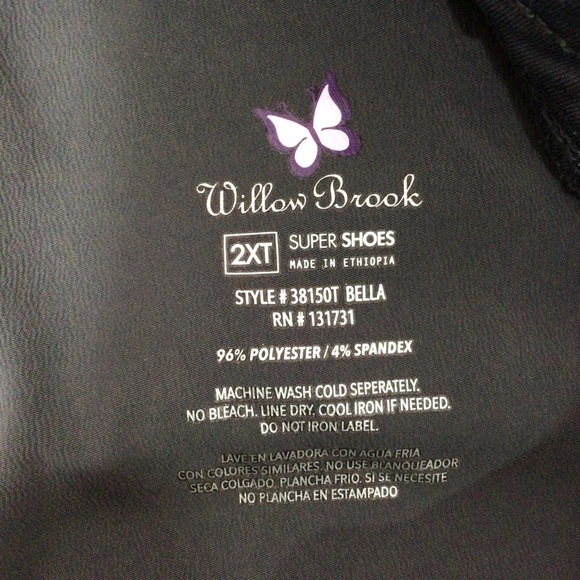 Willow Brook
2XT SUPER SHOES
MADE IN ETHIOPIA
STYLE # 38150T BELLA
RN # 131731
96% POLYESTER / 4% SPANDEX
MACHINE WASH COLD SEPERATELY.
NO BLEACH. LINE DRY. COOL IRON IF NEEDED.
DO NOT IRON LABEL.
LAVE EN LAVADORA CON AGUA FRIA
CON COLORES SIMILARES. NO USE BLANQUEADOR
SECA COLGADO. PLANCHA FRIO. SI SE NECESITE
NO PLANCHA EN ESTAMPADO